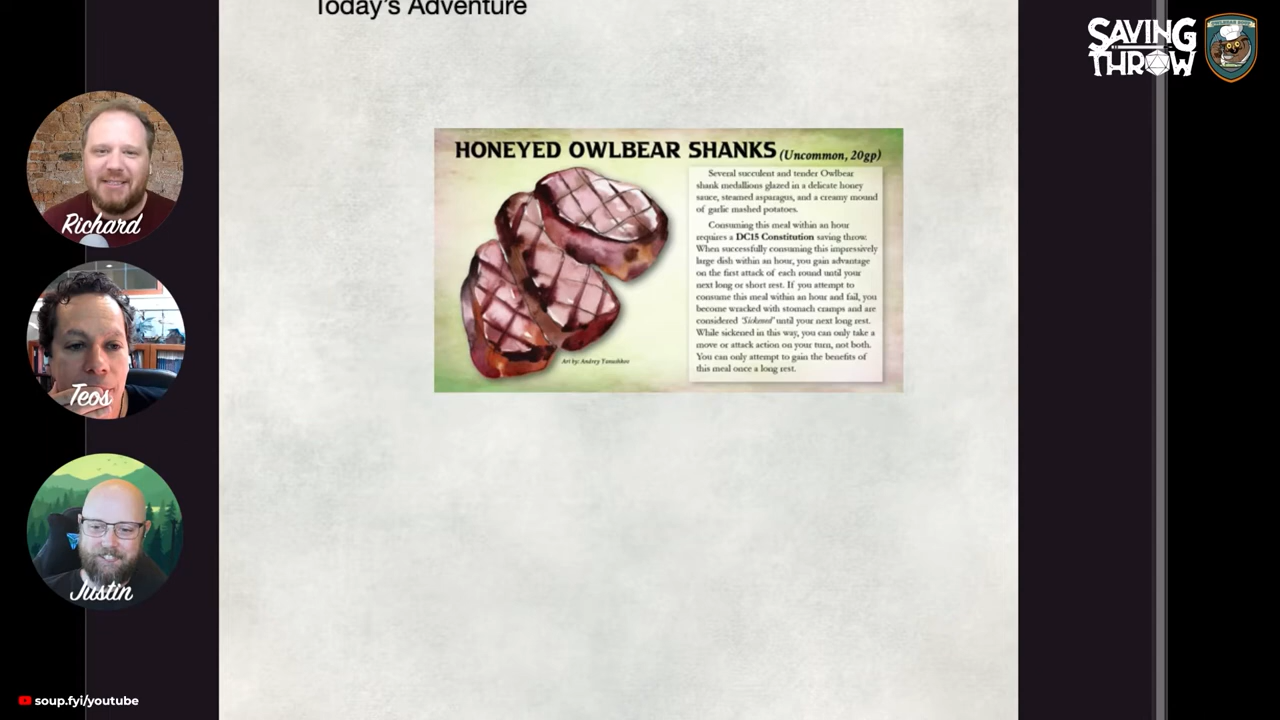 Today's Adventure
SAVING
THROW
OWLBEAR SOUP
HONEYED OWLBEAR SHANKS (Uncommon, 20gp)
Several succulent and tender Owlbear
shank medallions glazed in a delicate honey
sauce, steamed asparagus, and a creamy mound
of garlic mashed potatoes.
Consuming this meal within an hour
requires a DC15 Constitution saving throw.
When successfully consuming this impressively
large dish within an hour, you gain advantage
on the first attack of each round until your
next long or short rest. If you attempt to
consume this meal within an hour and fail, you
become wracked with stomach cramps and are
considered 'Sickened' until your next long rest.
While sickened in this way, you can only take a
move or attack action on your turn, not both.
You can only attempt to gain the benefits of
this meal once a long rest.
Art by: Andrey Yanushkov
Richard
Teos
Justin
soup.fyi/youtube